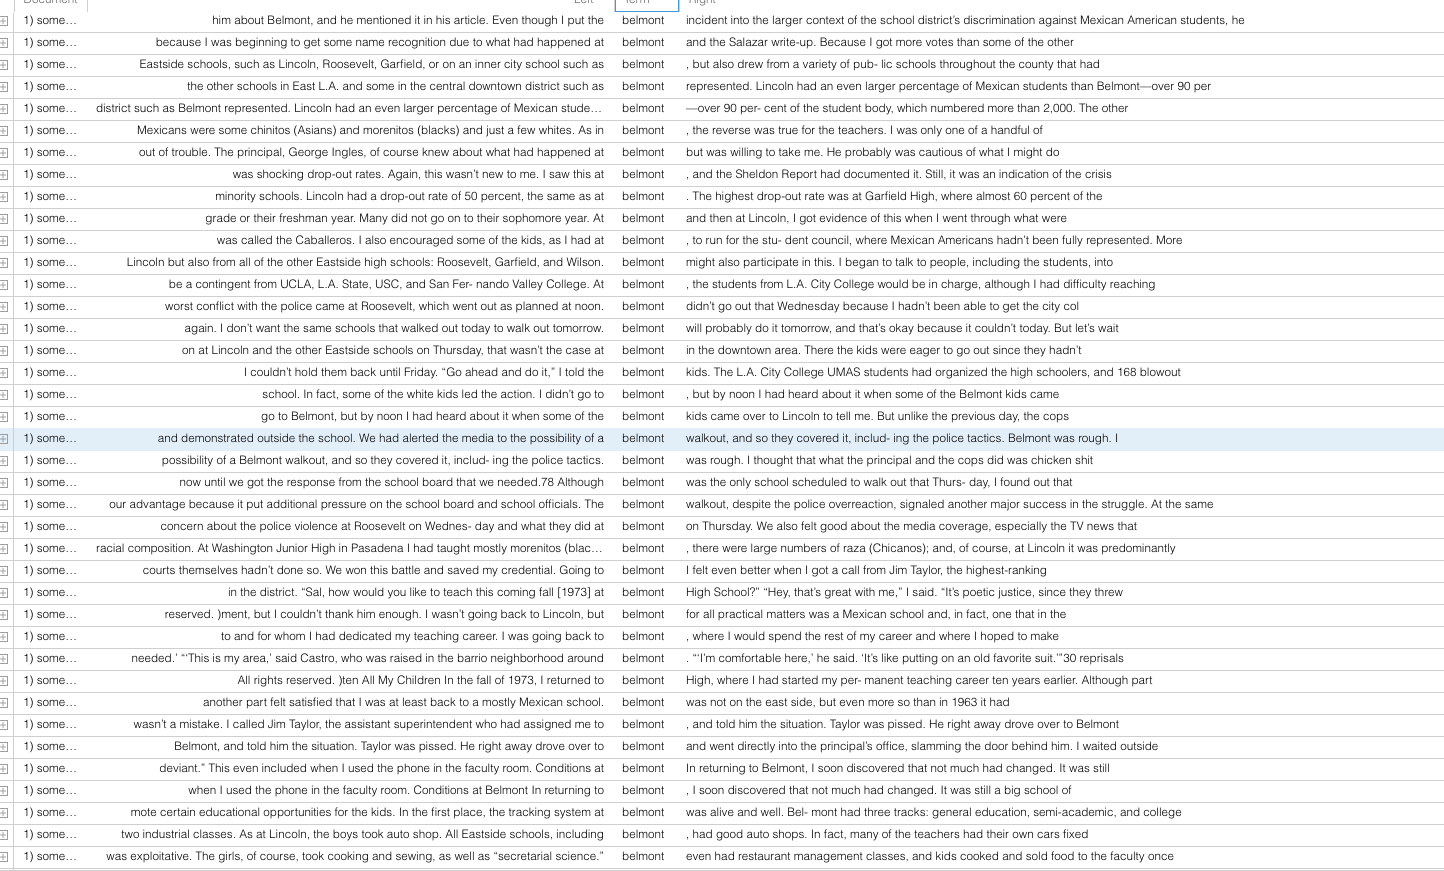 Document Left Term Right
1) some… him about Belmont, and he mentioned it in his article. Even though I put the belmont incident into the larger context of the school district’s discrimination against Mexican American students, he
1) some… because I was beginning to get some name recognition due to what had happened at belmont and the Salazar write-up. Because I got more votes than some of the other
1) some… Eastside schools, such as Lincoln, Roosevelt, Garfield, or on an inner city school such as belmont , but also drew from a variety of pub- lic schools throughout the county that had
1) some… the other schools in East L.A. and some in the central downtown district such as belmont represented. Lincoln had an even larger percentage of Mexican students than Belmont—over 90 per
1) some… district such as Belmont represented. Lincoln had an even larger percentage of Mexican stude… belmont —over 90 per- cent of the student body, which numbered more than 2,000. The other
1) some… Mexicans were some chinitos (Asians) and morenitos (blacks) and just a few whites. As in belmont , the reverse was true for the teachers. I was only one of a handful of
1) some… out of trouble. The principal, George Ingles, of course knew about what had happened at belmont but was willing to take me. He probably was cautious of what I might do
1) some… was shocking drop-out rates. Again, this wasn’t new to me. I saw this at belmont , and the Sheldon Report had documented it. Still, it was an indication of the crisis
1) some… minority schools. Lincoln had a drop-out rate of 50 percent, the same as at belmont . The highest drop-out rate was at Garfield High, where almost 60 percent of the
1) some… grade or their freshman year. Many did not go on to their sophomore year. At belmont and then at Lincoln, I got evidence of this when I went through what were
1) some… was called the Caballeros. I also encouraged some of the kids, as I had at belmont , to run for the stu- dent council, where Mexican Americans hadn’t been fully represented. More
1) some… Lincoln but also from all of the other Eastside high schools: Roosevelt, Garfield, and Wilson. belmont might also participate in this. I began to talk to people, including the students, into
1) some… be a contingent from UCLA, L.A. State, USC, and San Fer- nando Valley College. At belmont , the students from L.A. City College would be in charge, although I had difficulty reaching
1) some… worst conflict with the police came at Roosevelt, which went out as planned at noon. belmont didn’t go out that Wednesday because I hadn’t been able to get the city col
1) some… again. I don’t want the same schools that walked out today to walk out tomorrow. belmont will probably do it tomorrow, and that’s okay because it couldn’t today. But let’s wait
1) some… on at Lincoln and the other Eastside schools on Thursday, that wasn’t the case at belmont in the downtown area. There the kids were eager to go out since they hadn’t
1) some… I couldn’t hold them back until Friday. “Go ahead and do it,” I told the belmont kids. The L.A. City College UMAS students had organized the high schoolers, and 168 blowout
1) some… school. In fact, some of the white kids led the action. I didn’t go to belmont , but by noon I had heard about it when some of the Belmont kids came
1) some… go to Belmont, but by noon I had heard about it when some of the belmont kids came over to Lincoln to tell me. But unlike the previous day, the cops
1) some… and demonstrated outside the school. We had alerted the media to the possibility of a belmont walkout, and so they covered it, includ- ing the police tactics. Belmont was rough. I
1) some… possibility of a Belmont walkout, and so they covered it, includ- ing the police tactics. belmont was rough. I thought that what the principal and the cops did was chicken shit
1) some… now until we got the response from the school board that we needed.78 Although belmont was the only school scheduled to walk out that Thurs- day, I found out that
1) some… our advantage because it put additional pressure on the school board and school officials. The belmont walkout, despite the police overreaction, signaled another major success in the struggle. At the same
1) some… concern about the police violence at Roosevelt on Wednes- day and what they did at belmont on Thursday. We also felt good about the media coverage, especially the TV news that
1) some… racial composition. At Washington Junior High in Pasadena I had taught mostly morenitos (blac… belmont , there were large numbers of raza (Chicanos); and, of course, at Lincoln it was predominantly
1) some… courts themselves hadn’t done so. We won this battle and saved my credential. Going to belmont I felt even better when I got a call from Jim Taylor, the highest-ranking
1) some… in the district. “Sal, how would you like to teach this coming fall [1973] at belmont High School?” “Hey, that’s great with me,” I said. “It’s poetic justice, since they threw
1) some… reserved. )ment, but I couldn’t thank him enough. I wasn’t going back to Lincoln, but belmont for all practical matters was a Mexican school and, in fact, one that in the
1) some… to and for whom I had dedicated my teaching career. I was going back to belmont , where I would spend the rest of my career and where I hoped to make
1) some… needed.’ “‘This is my area,’ said Castro, who was raised in the barrio neighborhood around belmont . “‘I’m comfortable here,’ he said. ‘It’s like putting on an old favorite suit.’”30 reprisals
1) some… All rights reserved. )ten All My Children In the fall of 1973, I returned to belmont High, where I had started my per- manent teaching career ten years earlier. Although part
1) some… another part felt satisfied that I was at least back to a mostly Mexican school. belmont was not on the east side, but even more so than in 1963 it had
1) some… wasn’t a mistake. I called Jim Taylor, the assistant superintendent who had assigned me to belmont , and told him the situation. Taylor was pissed. He right away drove over to Belmont
1) some… Belmont, and told him the situation. Taylor was pissed. He right away drove over to belmont and went directly into the principal’s office, slamming the door behind him. I waited outside
1) some… deviant.” This even included when I used the phone in the faculty room. Conditions at belmont In returning to Belmont, I soon discovered that not much had changed. It was still
1) some… when I used the phone in the faculty room. Conditions at Belmont In returning to belmont , I soon discovered that not much had changed. It was still a big school of
1) some… mote certain educational opportunities for the kids. In the first place, the tracking system at belmont was alive and well. Bel- mont had three tracks: general education, semi-academic, and college
1) some… two industrial classes. As at Lincoln, the boys took auto shop. All Eastside schools, including belmont , had good auto shops. In fact, many of the teachers had their own cars fixed
1) some… was exploitative. The girls, of course, took cooking and sewing, as well as “secretarial science.” belmont even had restaurant management classes, and kids cooked and sold food to the faculty once